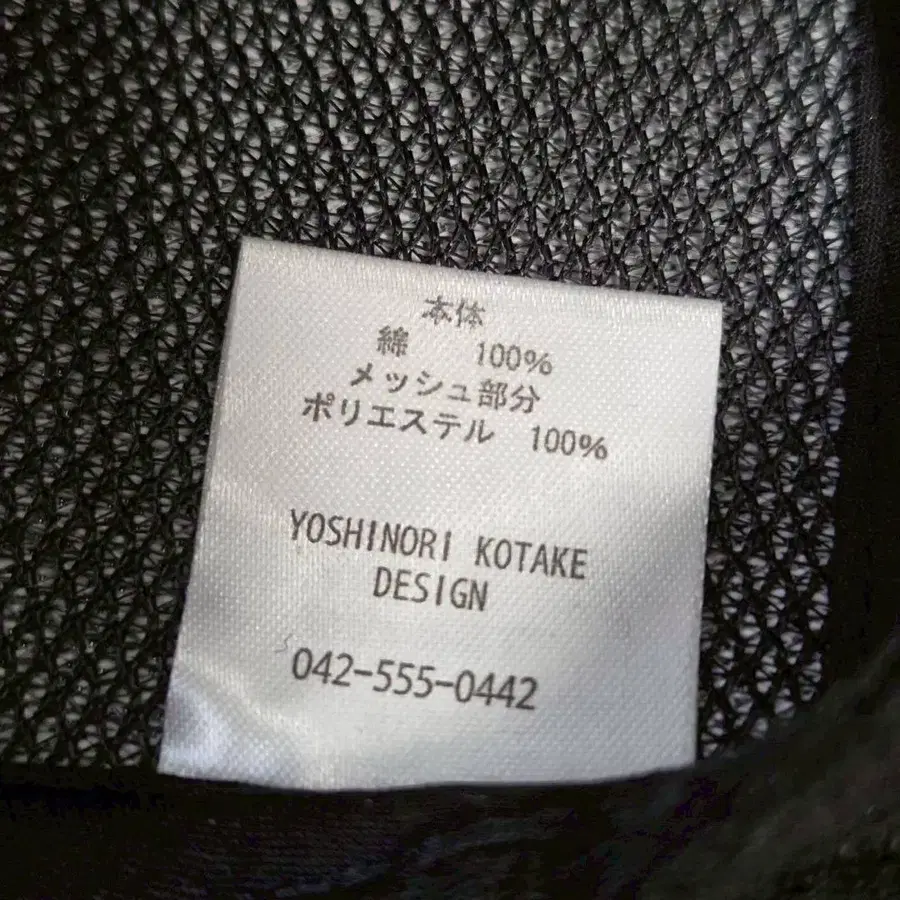 本体
綿 100%
メッシュ部分
ポリエステル 100%
YOSHINORI KOTAKE
DESIGN
042-555-0442